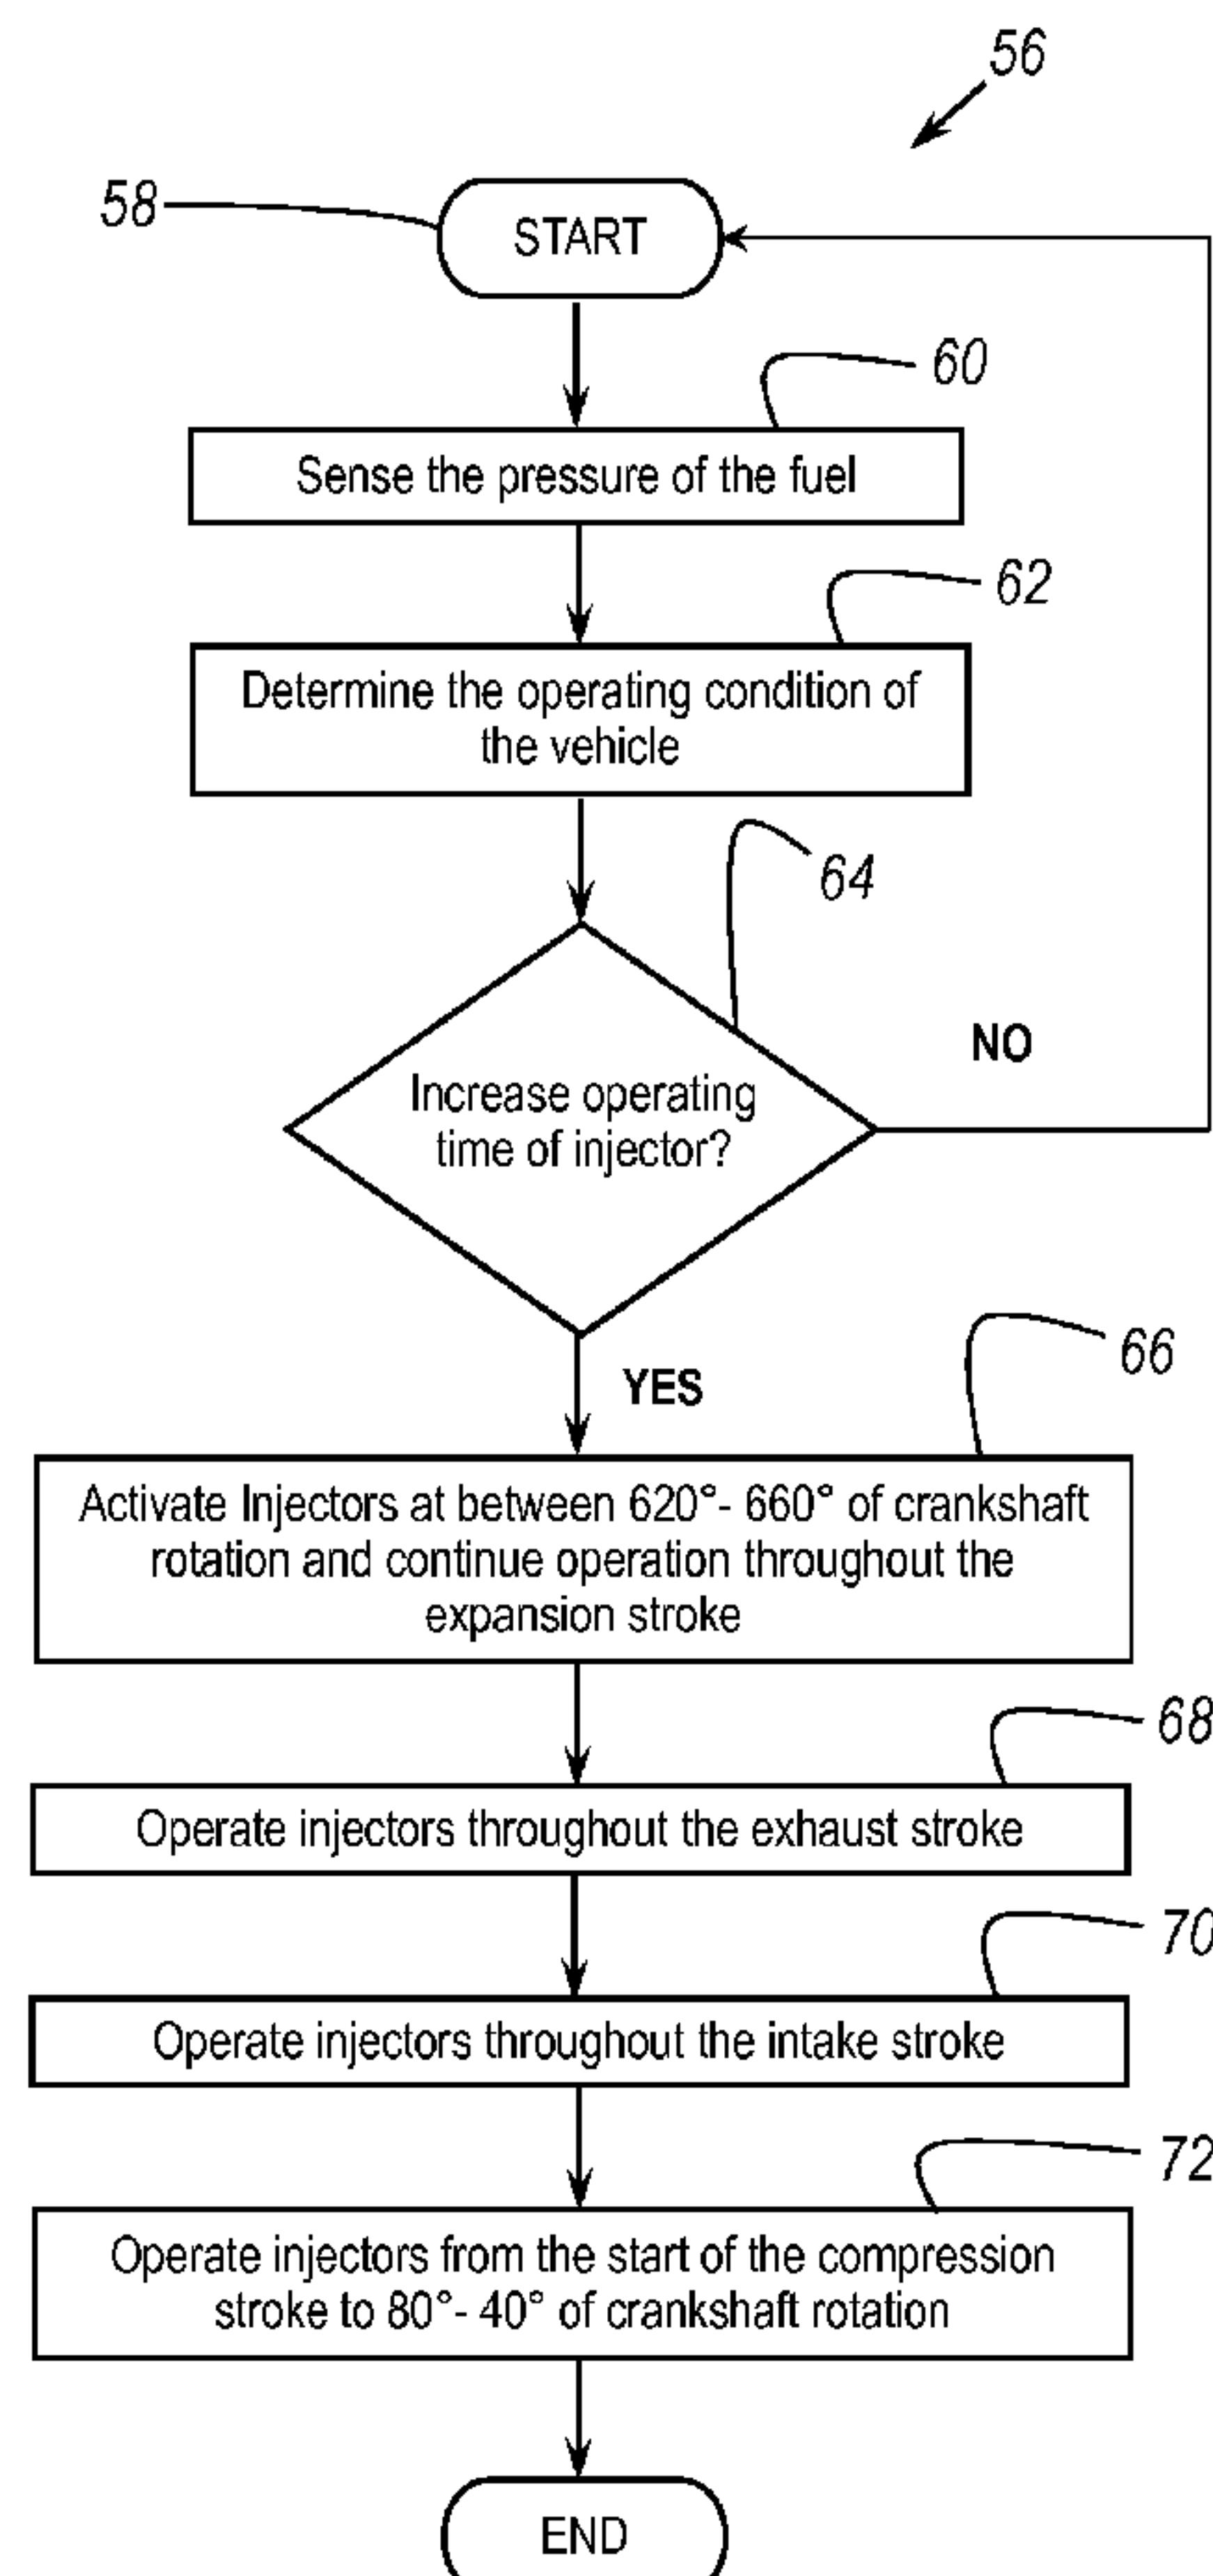 56
58
START
60
Sense the pressure of the fuel
62
Determine the operating condition of
the vehicle
64
Increase operating
time of injector?
NO
YES
66
Activate Injectors at between 620°- 660° of crankshaft
rotation and continue operation throughout the
expansion stroke
68
Operate injectors throughout the exhaust stroke
70
Operate injectors throughout the intake stroke
72
Operate injectors from the start of the compression
stroke to 80°- 40° of crankshaft rotation
END